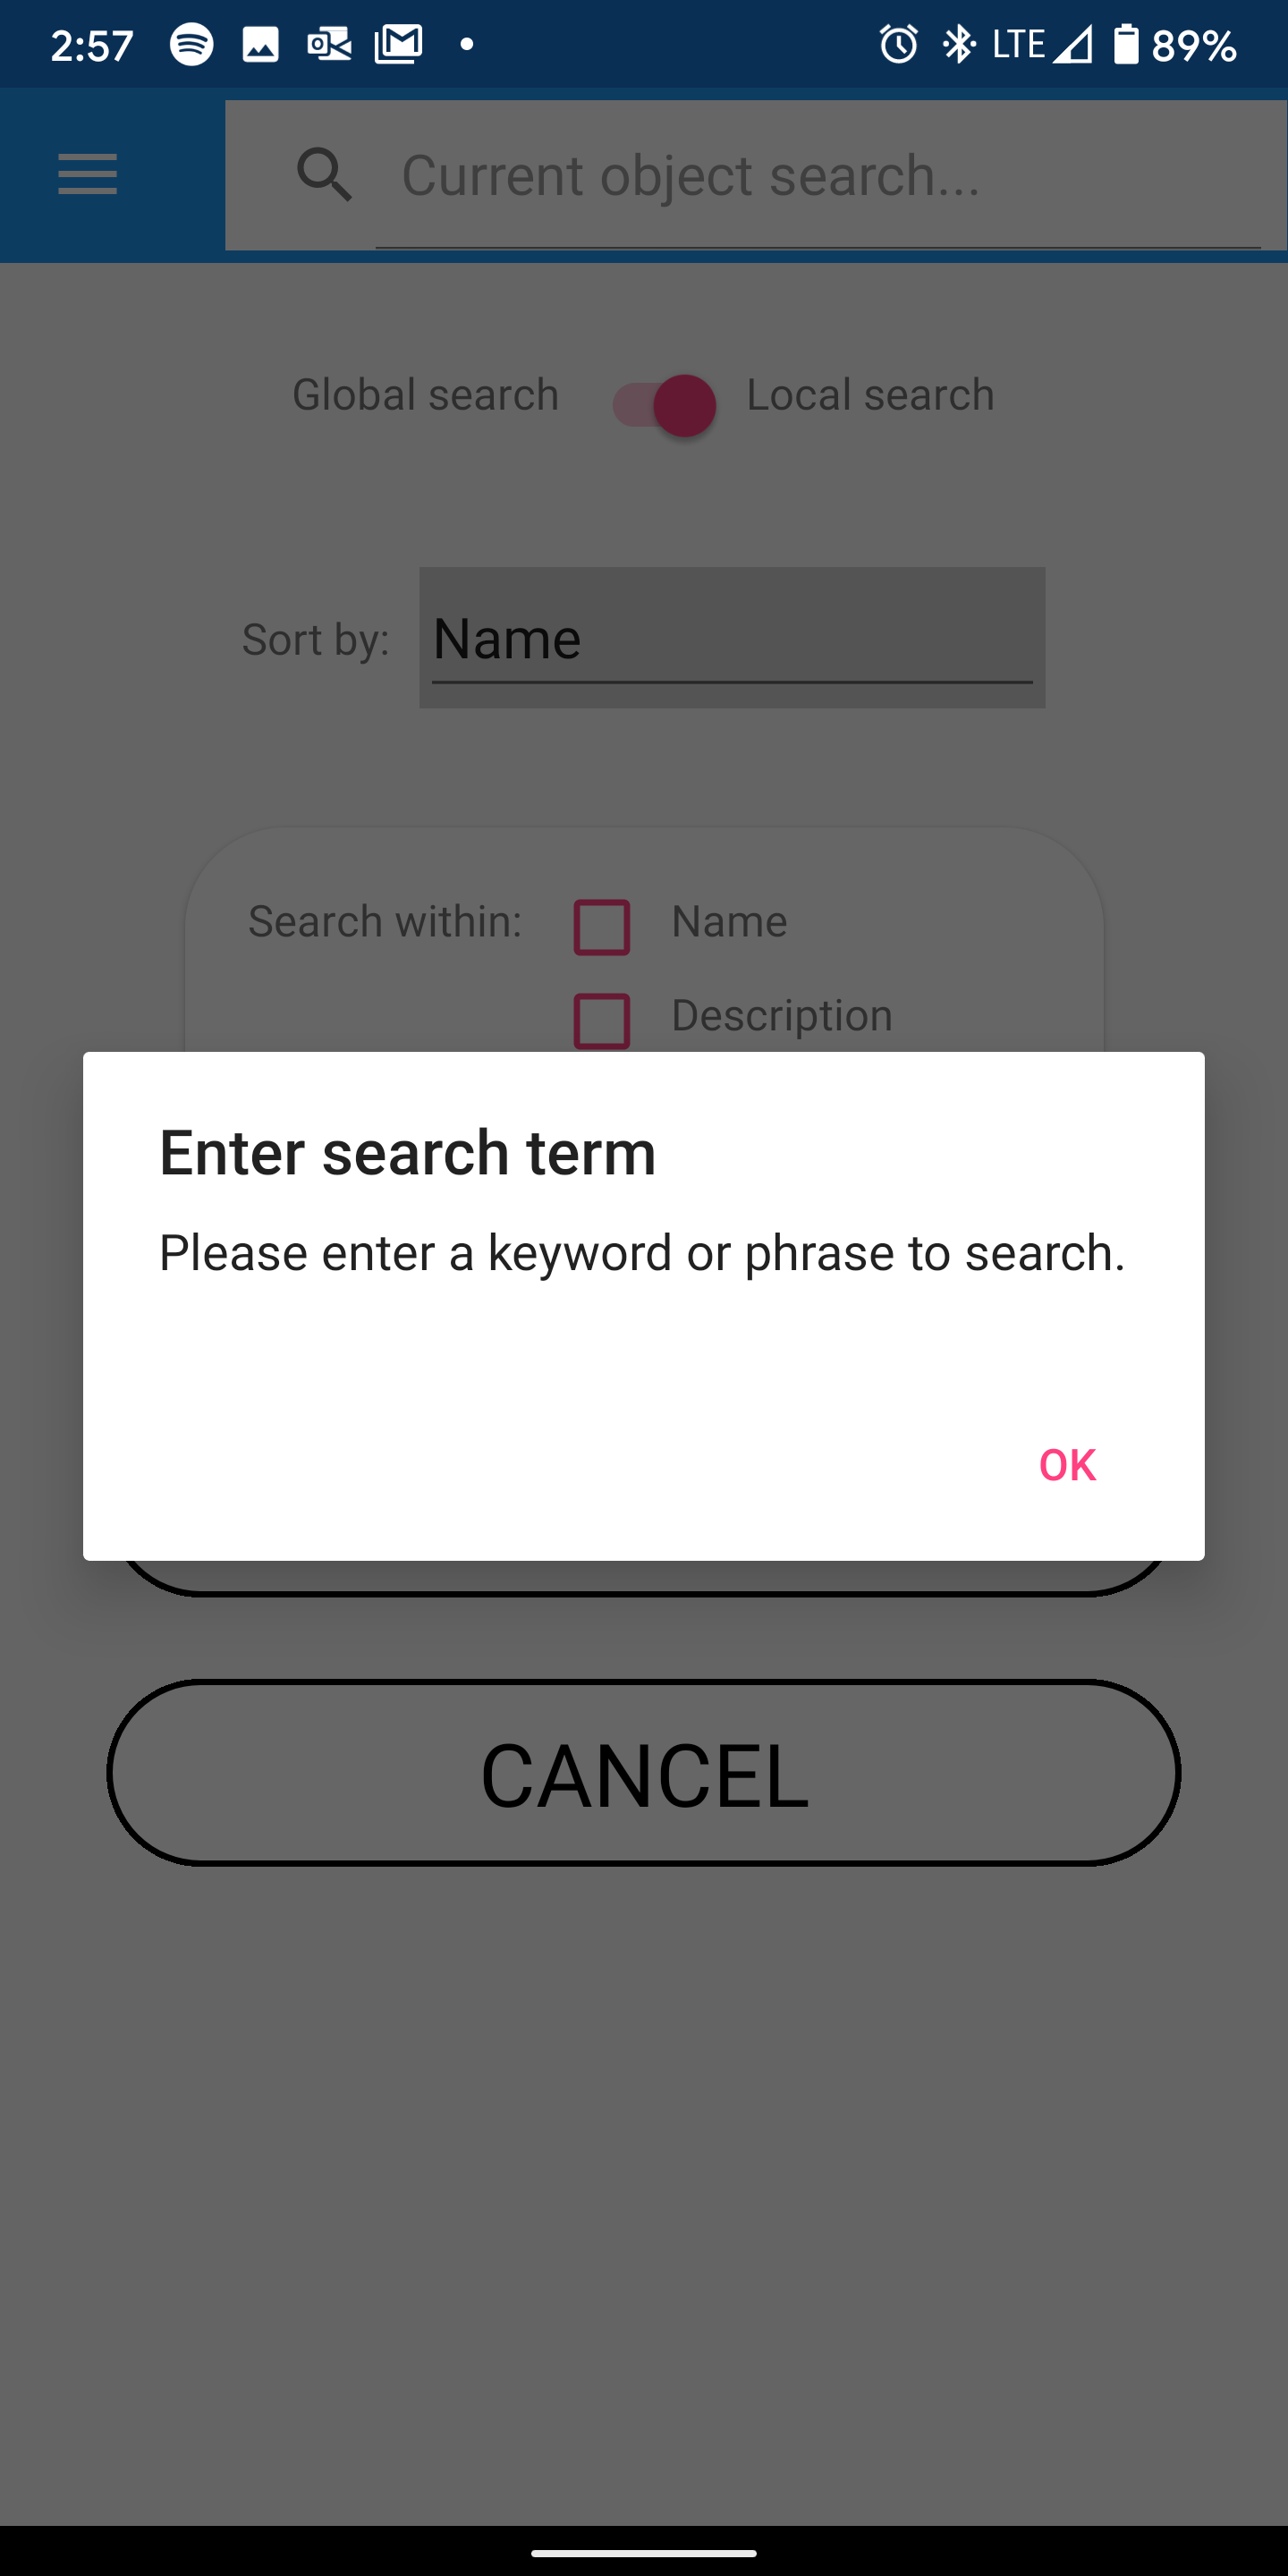 2:57 LTE 89%
Current object search...
Global search Local search
Sort by: Name
Search within: Name
Description
Enter search term
Please enter a keyword or phrase to search.
OK
CANCEL